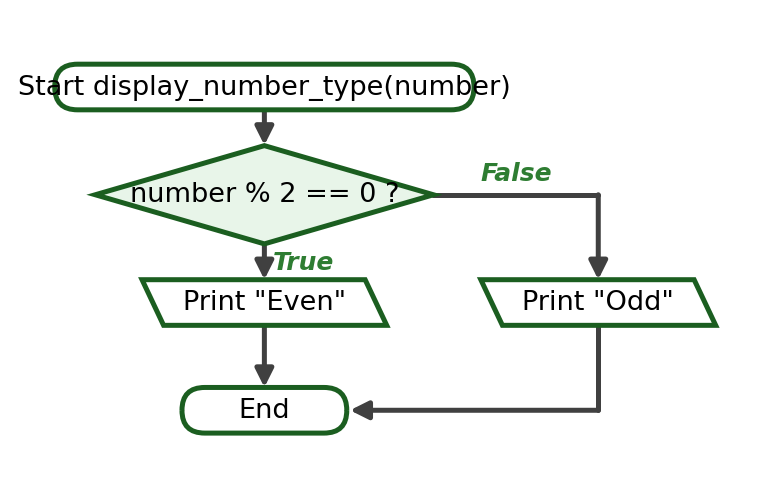 Start display_number_type(number)
number % 2 == 0 ?
False
True
Print "Even"
Print "Odd"
End